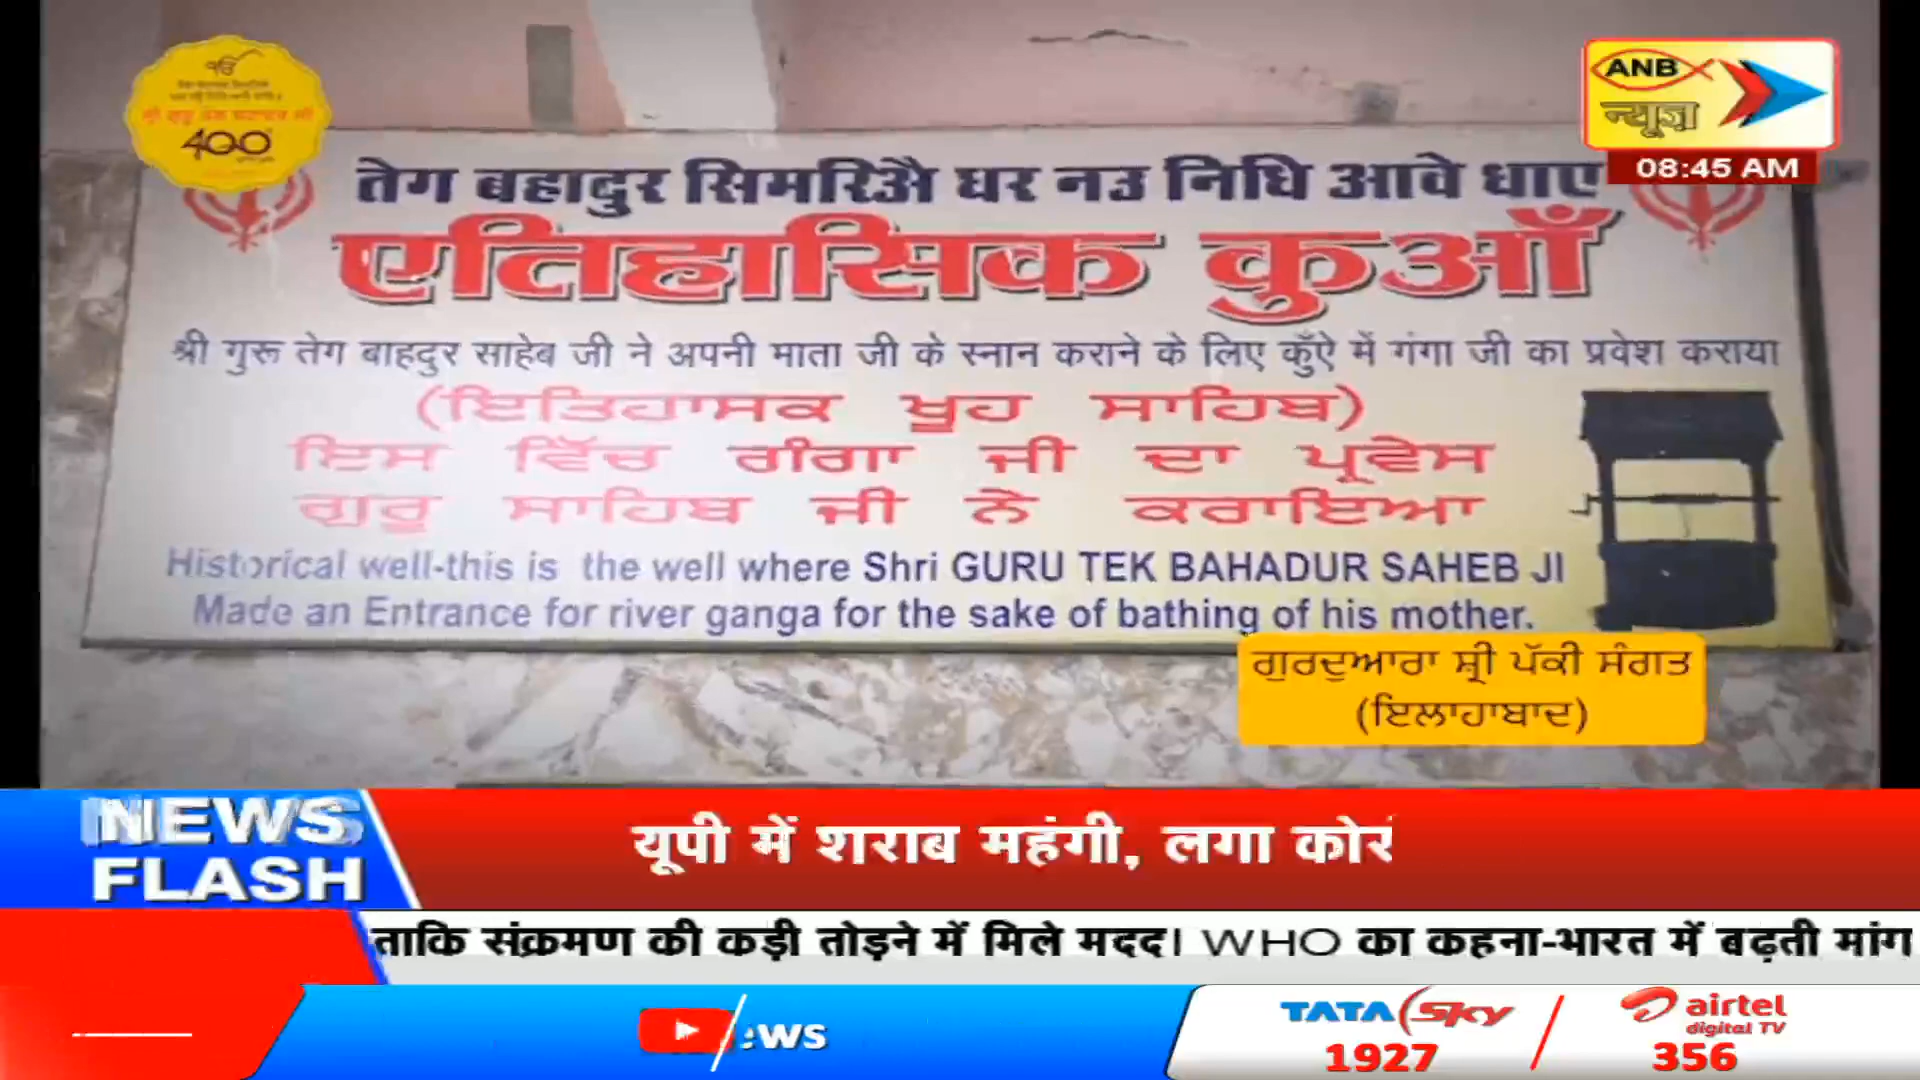 ੴ
400
ANB
न्यूज़
08:45 AM
तेग बहादुर सिमरिअै घर नउ निधि आवे धाए
एतिहासिक कुआँ
श्री गुरू तेग बाहदुर साहेब जी ने अपनी माता जी के स्नान कराने के लिए कुँऐ में गंगा जी का प्रवेश कराया
(ਇਤਿਹਾਸਕ ਖੂਹ ਸਾਹਿਬ)
ਇਸ ਵਿੱਚ ਗੰਗਾ ਜੀ ਦਾ ਪ੍ਰਵੇਸ
ਗੁਰੂ ਸਾਹਿਬ ਜੀ ਨੇ ਕਰਾਇਆ
Historical well-this is the well where Shri GURU TEK BAHADUR SAHEB JI
Made an Entrance for river ganga for the sake of bathing of his mother.
ਗੁਰਦੁਆਰਾ ਸ਼੍ਰੀ ਪੱਕੀ ਸੰਗਤ
(ਇਲਾਹਾਬਾਦ)
NEWS
FLASH
यूपी में शराब महंगी, लगा
ताकि संक्रमण की कड़ी तोड़ने में मिले मदद। WHO का कहना-भारत में बढ़ती मांग
ews
TATA Sky
1927
airtel
digital TV
356